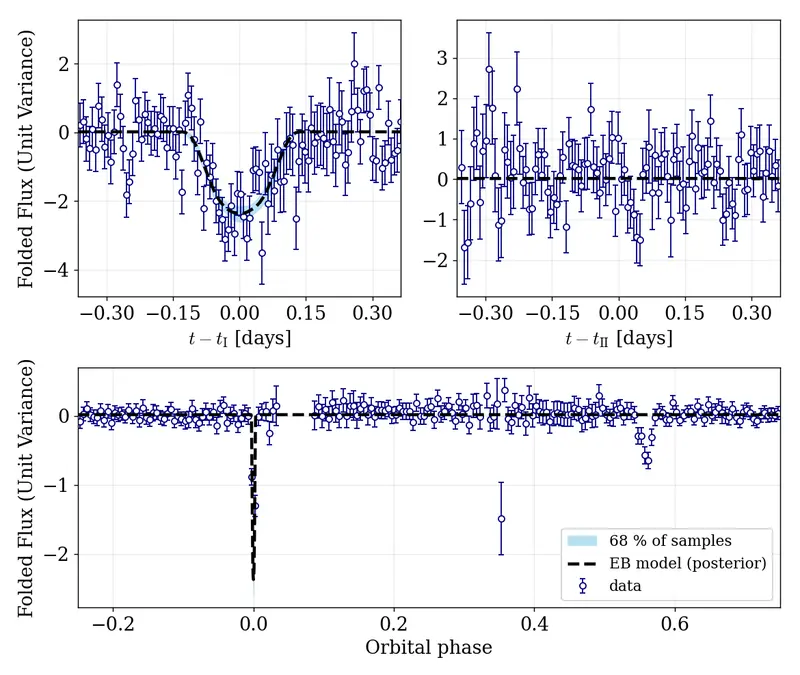 Folded Flux (Unit Variance)
2
0
−2
−4
−0.30 −0.15 0.00 0.15 0.30
t − t_I [days]
3
2
1
0
−1
−2
−0.30 −0.15 0.00 0.15 0.30
t − t_II [days]
Folded Flux (Unit Variance)
0
−1
−2
−0.2 0.0 0.2 0.4 0.6
Orbital phase
68 % of samples
EB model (posterior)
data